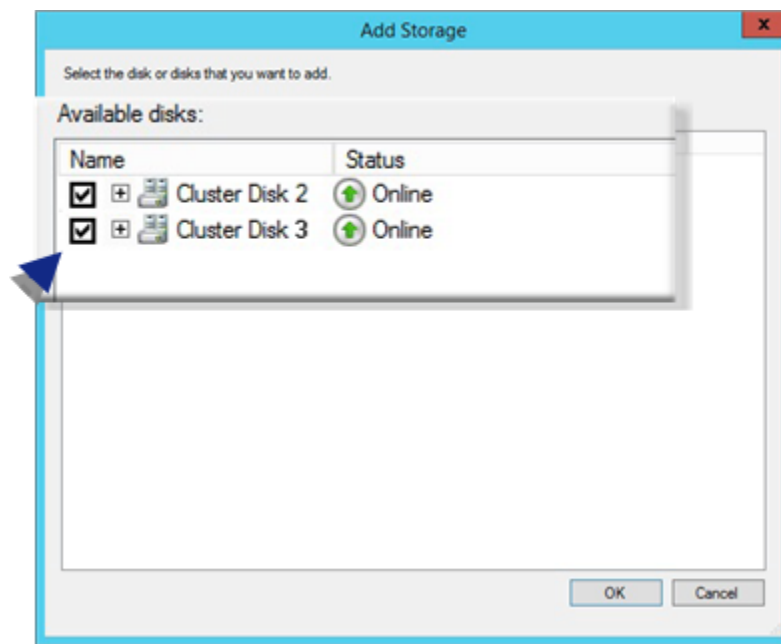 Add Storage
x
Select the disk or disks that you want to add.
Available disks:
Name Status
Cluster Disk 2 Online
Cluster Disk 3 Online
OK Cancel